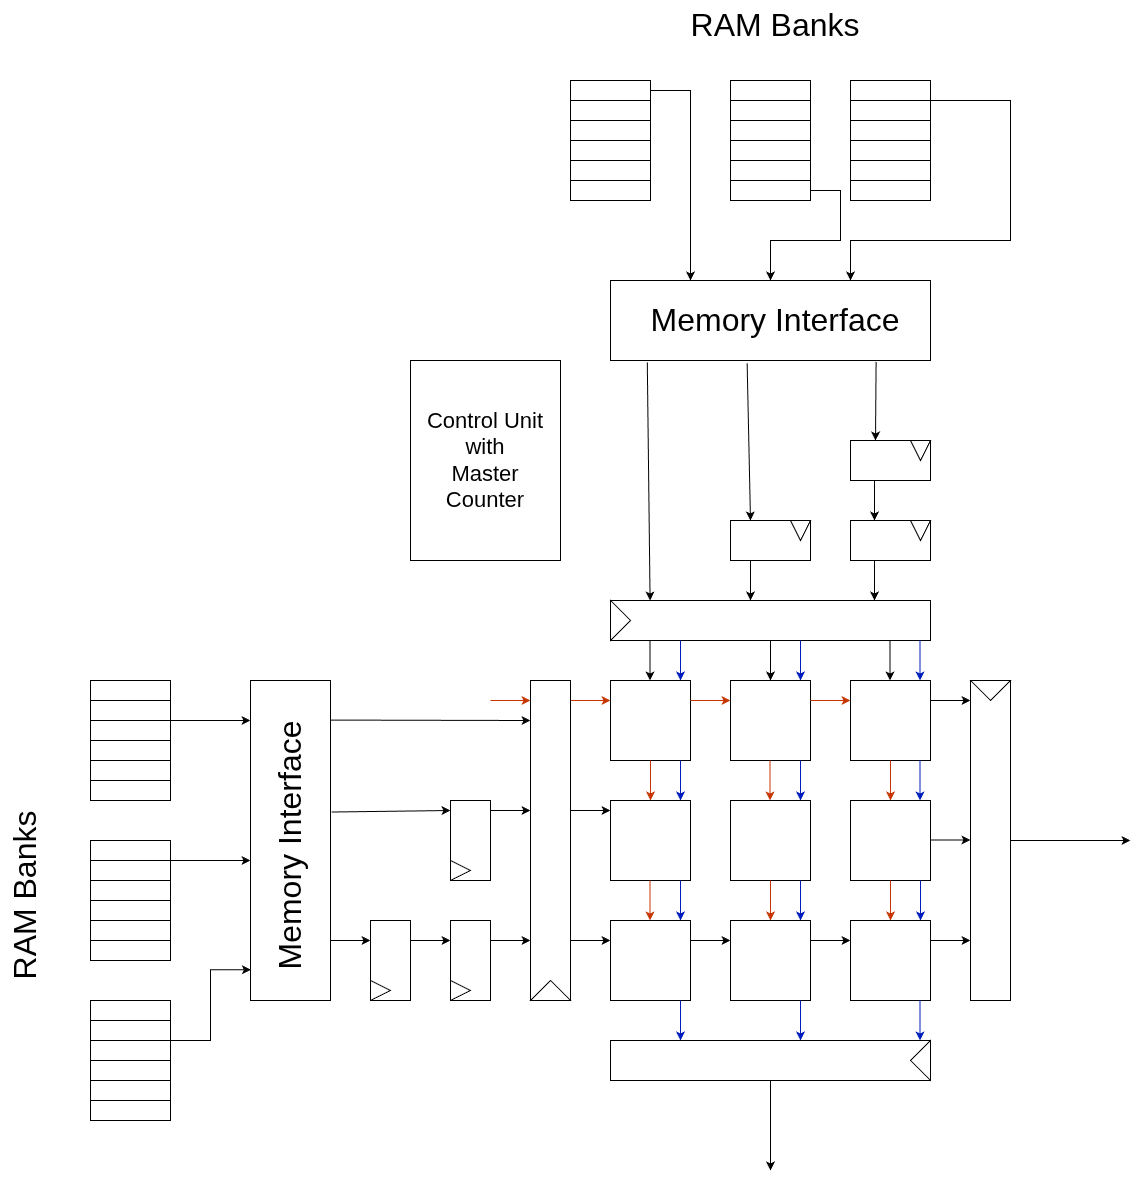 RAM Banks
Memory Interface
Control Unit
with
Master
Counter
Memory Interface
RAM Banks